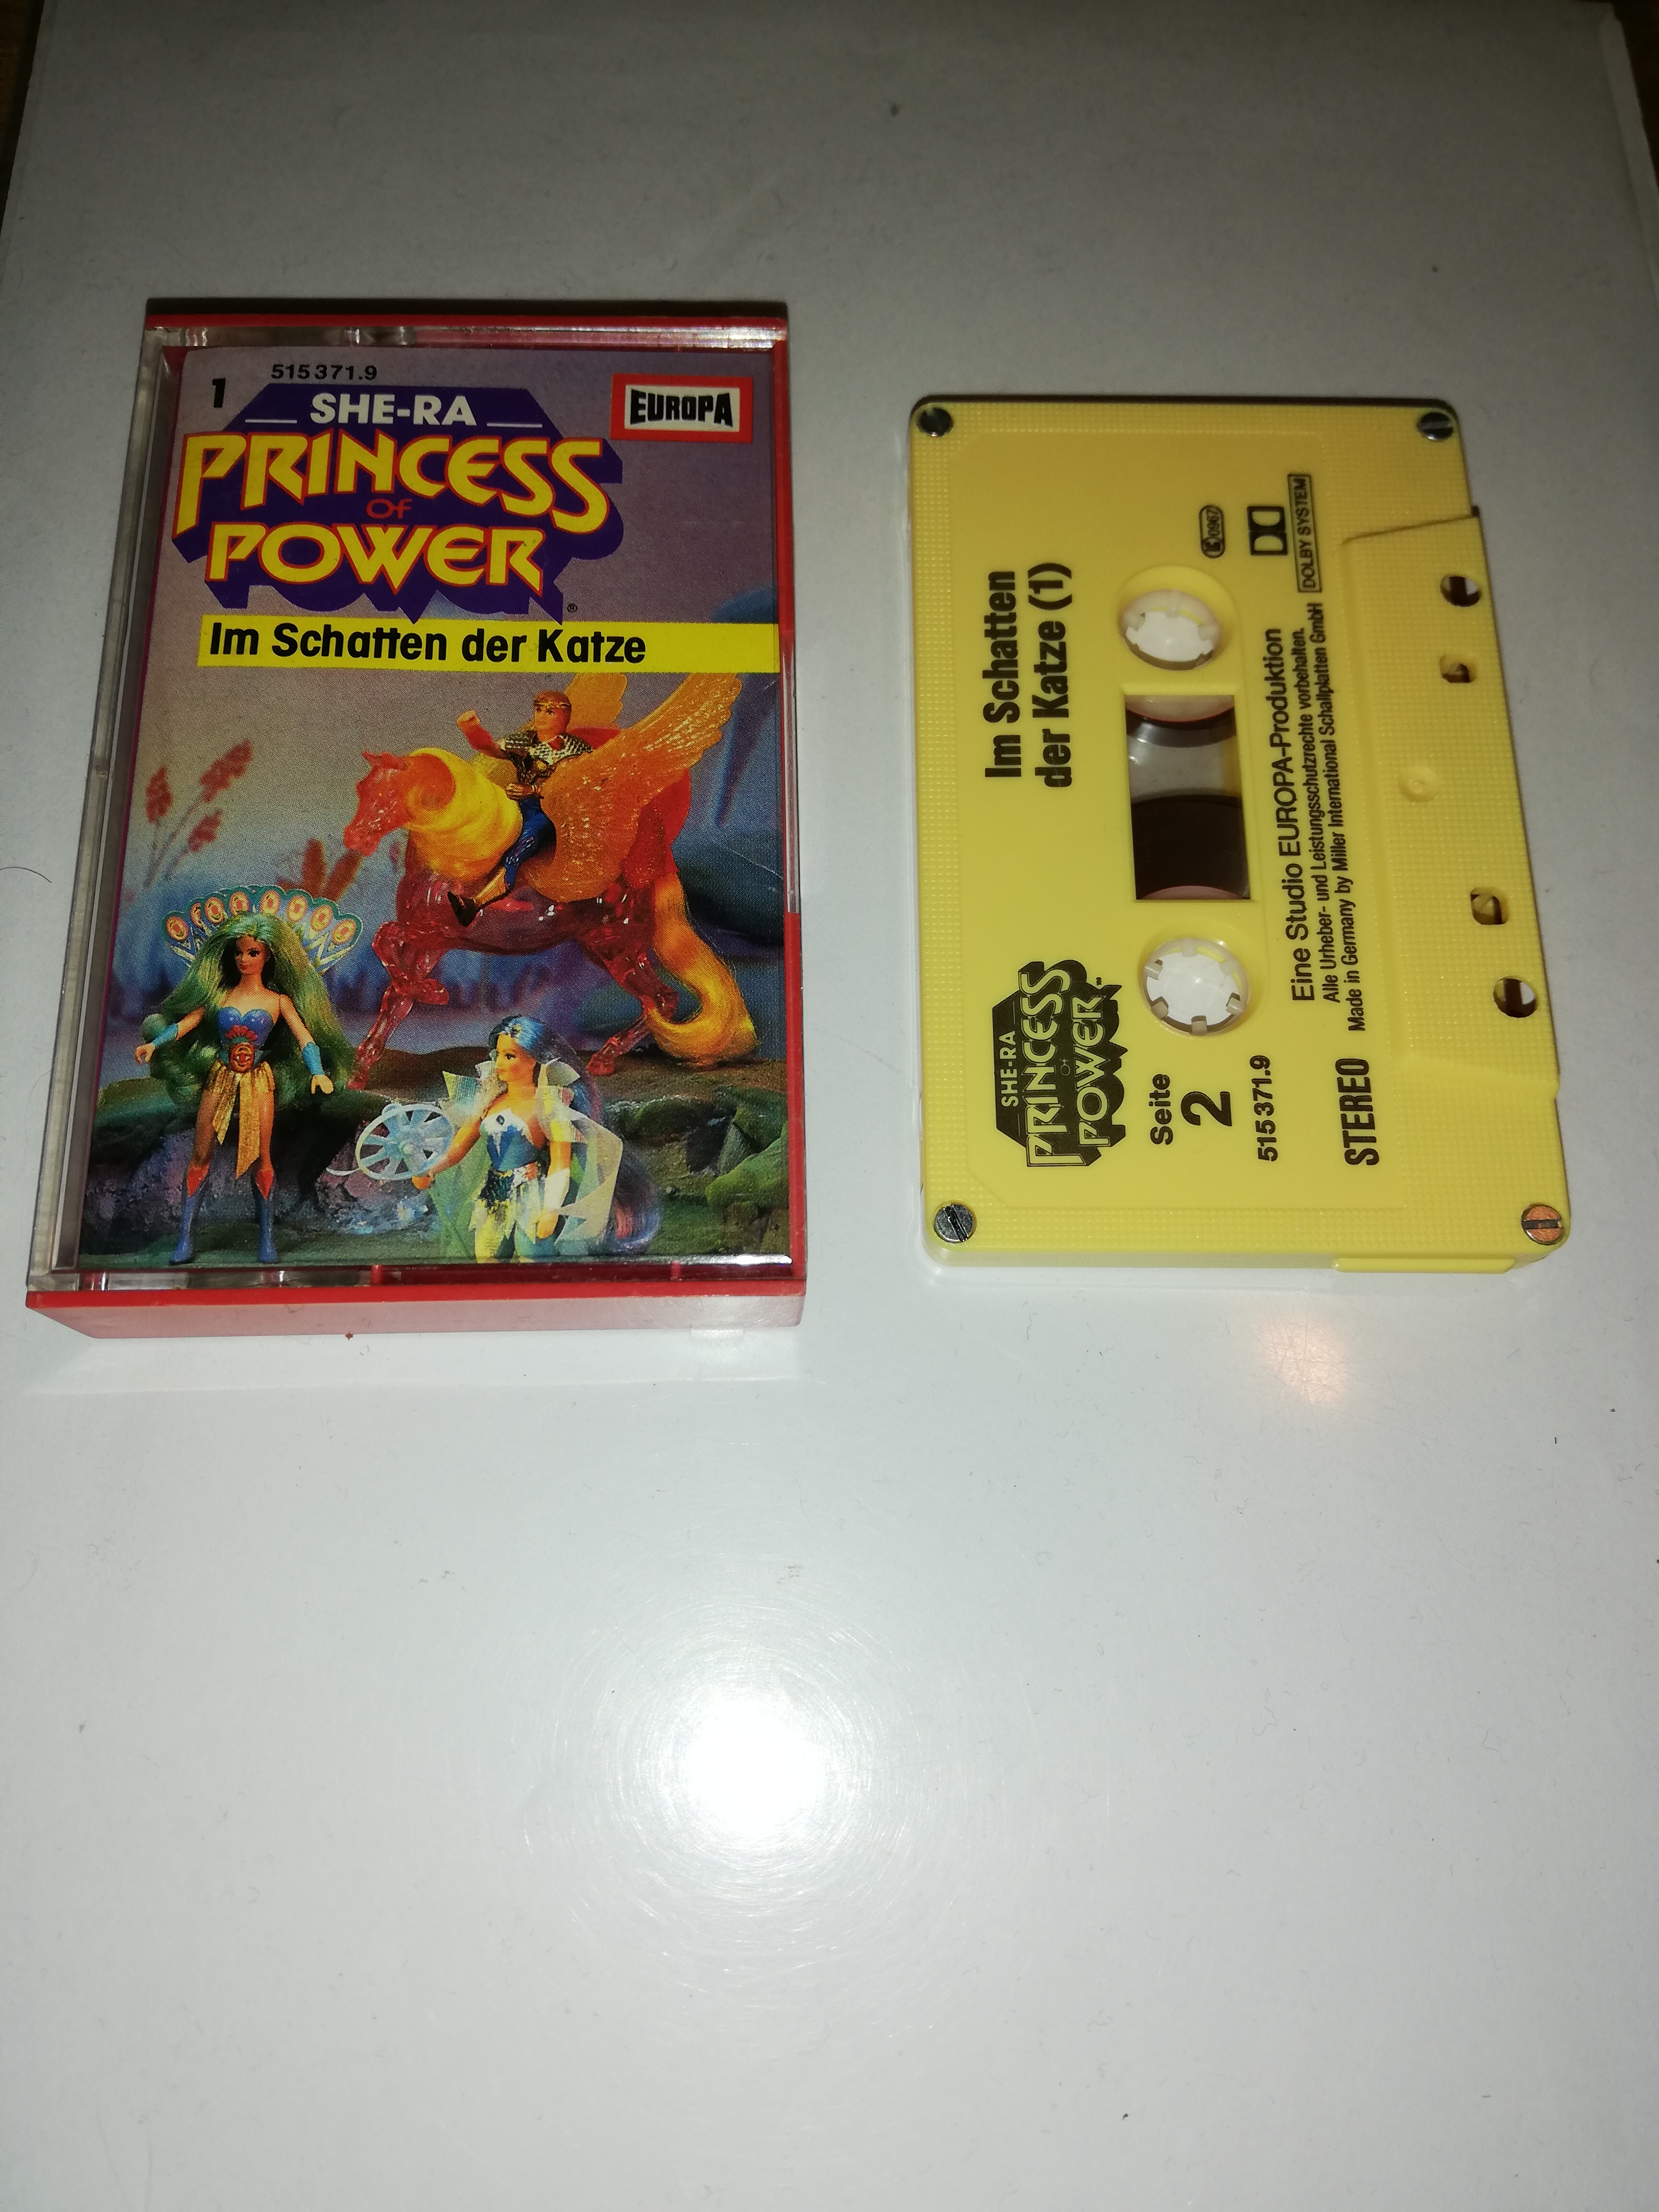 1
515 371.9
EUROPA
SHE-RA
PRINCESS
OF
POWER
®
Im Schatten der Katze
Im Schatten
der Katze (1)
SHE-RA
PRINCESS
OF
POWER
™
Seite
2
515371.9
STEREO
DOLBY SYSTEM
Eine Studio EUROPA-Produktion
Alle Urheber- und Leistungsschutzrechte vorbehalten.
Made in Germany by Miller International Schallplatten GmbH